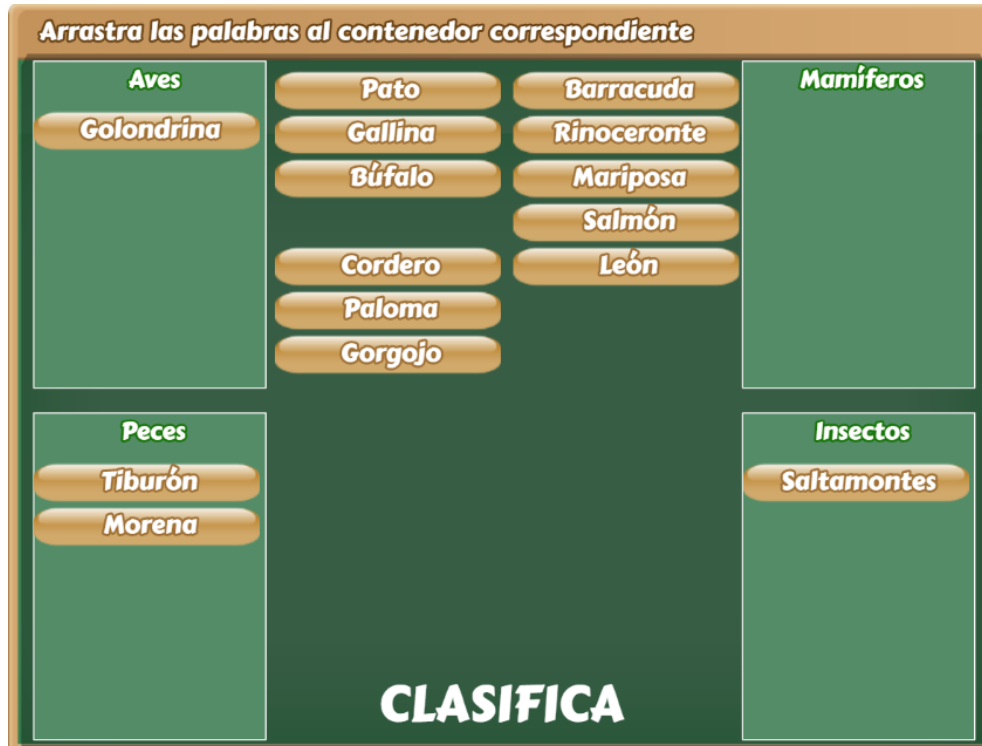 Arrastra las palabras al contenedor correspondiente
Aves
Golondrina
Pato
Gallina
Búfalo
Cordero
Paloma
Gorgojo
Barracuda
Rinoceronte
Mariposa
Salmón
León
Mamíferos
Peces
Tiburón
Morena
Insectos
Saltamontes
CLASIFICA